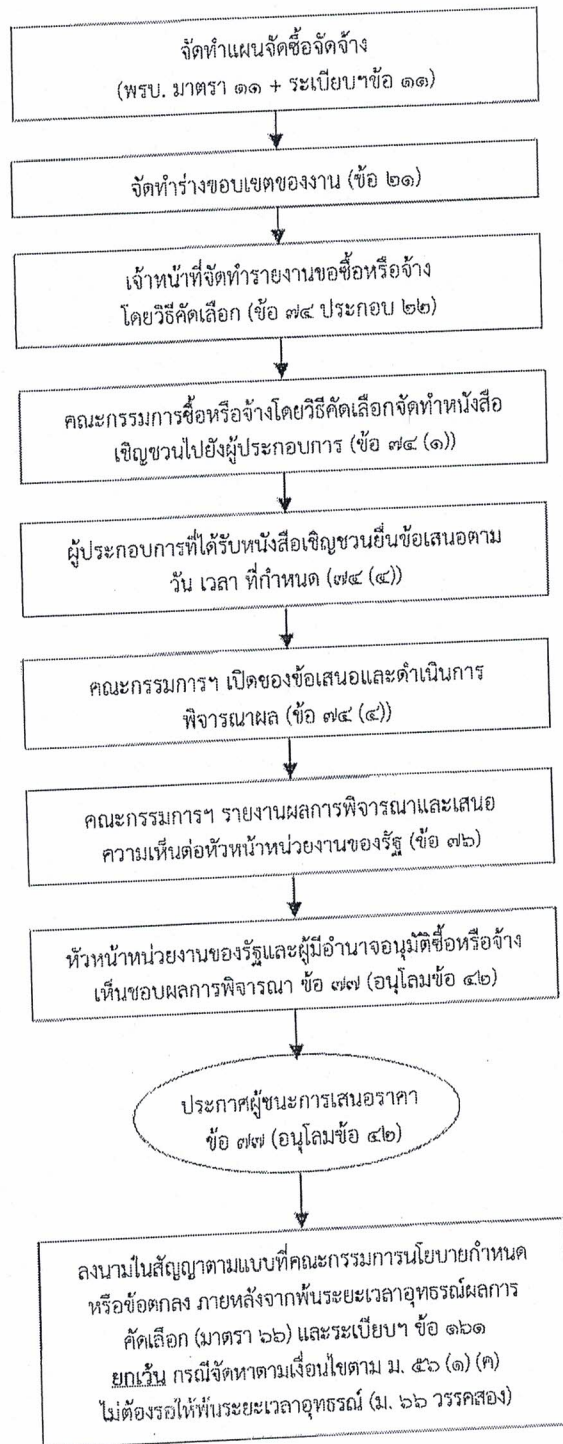 จัดทำแผนจัดซื้อจัดจ้าง
(พรบ. มาตรา ๑๑ + ระเบียบฯข้อ ๑๑)
จัดทำร่างขอบเขตของงาน (ข้อ ๒๑)
เจ้าหน้าที่จัดทำรายงานขอซื้อหรือจ้าง
โดยวิธีคัดเลือก (ข้อ ๗๔ ประกอบ ๒๒)
คณะกรรมการซื้อหรือจ้างโดยวิธีคัดเลือกจัดทำหนังสือ
เชิญชวนไปยังผู้ประกอบการ (ข้อ ๗๔ (๑))
ผู้ประกอบการที่ได้รับหนังสือเชิญชวนยื่นข้อเสนอตาม
วัน เวลา ที่กำหนด (๗๔ (๔))
คณะกรรมการฯ เปิดซองข้อเสนอและดำเนินการ
พิจารณาผล (ข้อ ๗๔ (๔))
คณะกรรมการฯ รายงานผลการพิจารณาและเสนอ
ความเห็นต่อหัวหน้าหน่วยงานของรัฐ (ข้อ ๗๖)
หัวหน้าหน่วยงานของรัฐและผู้มีอำนาจอนุมัติซื้อหรือจ้าง
เห็นชอบผลการพิจารณา ข้อ ๗๗ (อนุโลมข้อ ๔๒)
ประกาศผู้ชนะการเสนอราคา
ข้อ ๗๗ (อนุโลมข้อ ๔๒)
ลงนามในสัญญาตามแบบที่คณะกรรมการนโยบายกำหนด
หรือข้อตกลง ภายหลังจากพ้นระยะเวลาอุทธรณ์ผลการ
คัดเลือก (มาตรา ๖๖) และระเบียบฯ ข้อ ๑๖๑
ยกเว้น กรณีจัดหาตามเงื่อนไขตาม ม. ๕๖ (๑) (ค)
ไม่ต้องรอให้พ้นระยะเวลาอุทธรณ์ (ม. ๖๖ วรรคสอง)